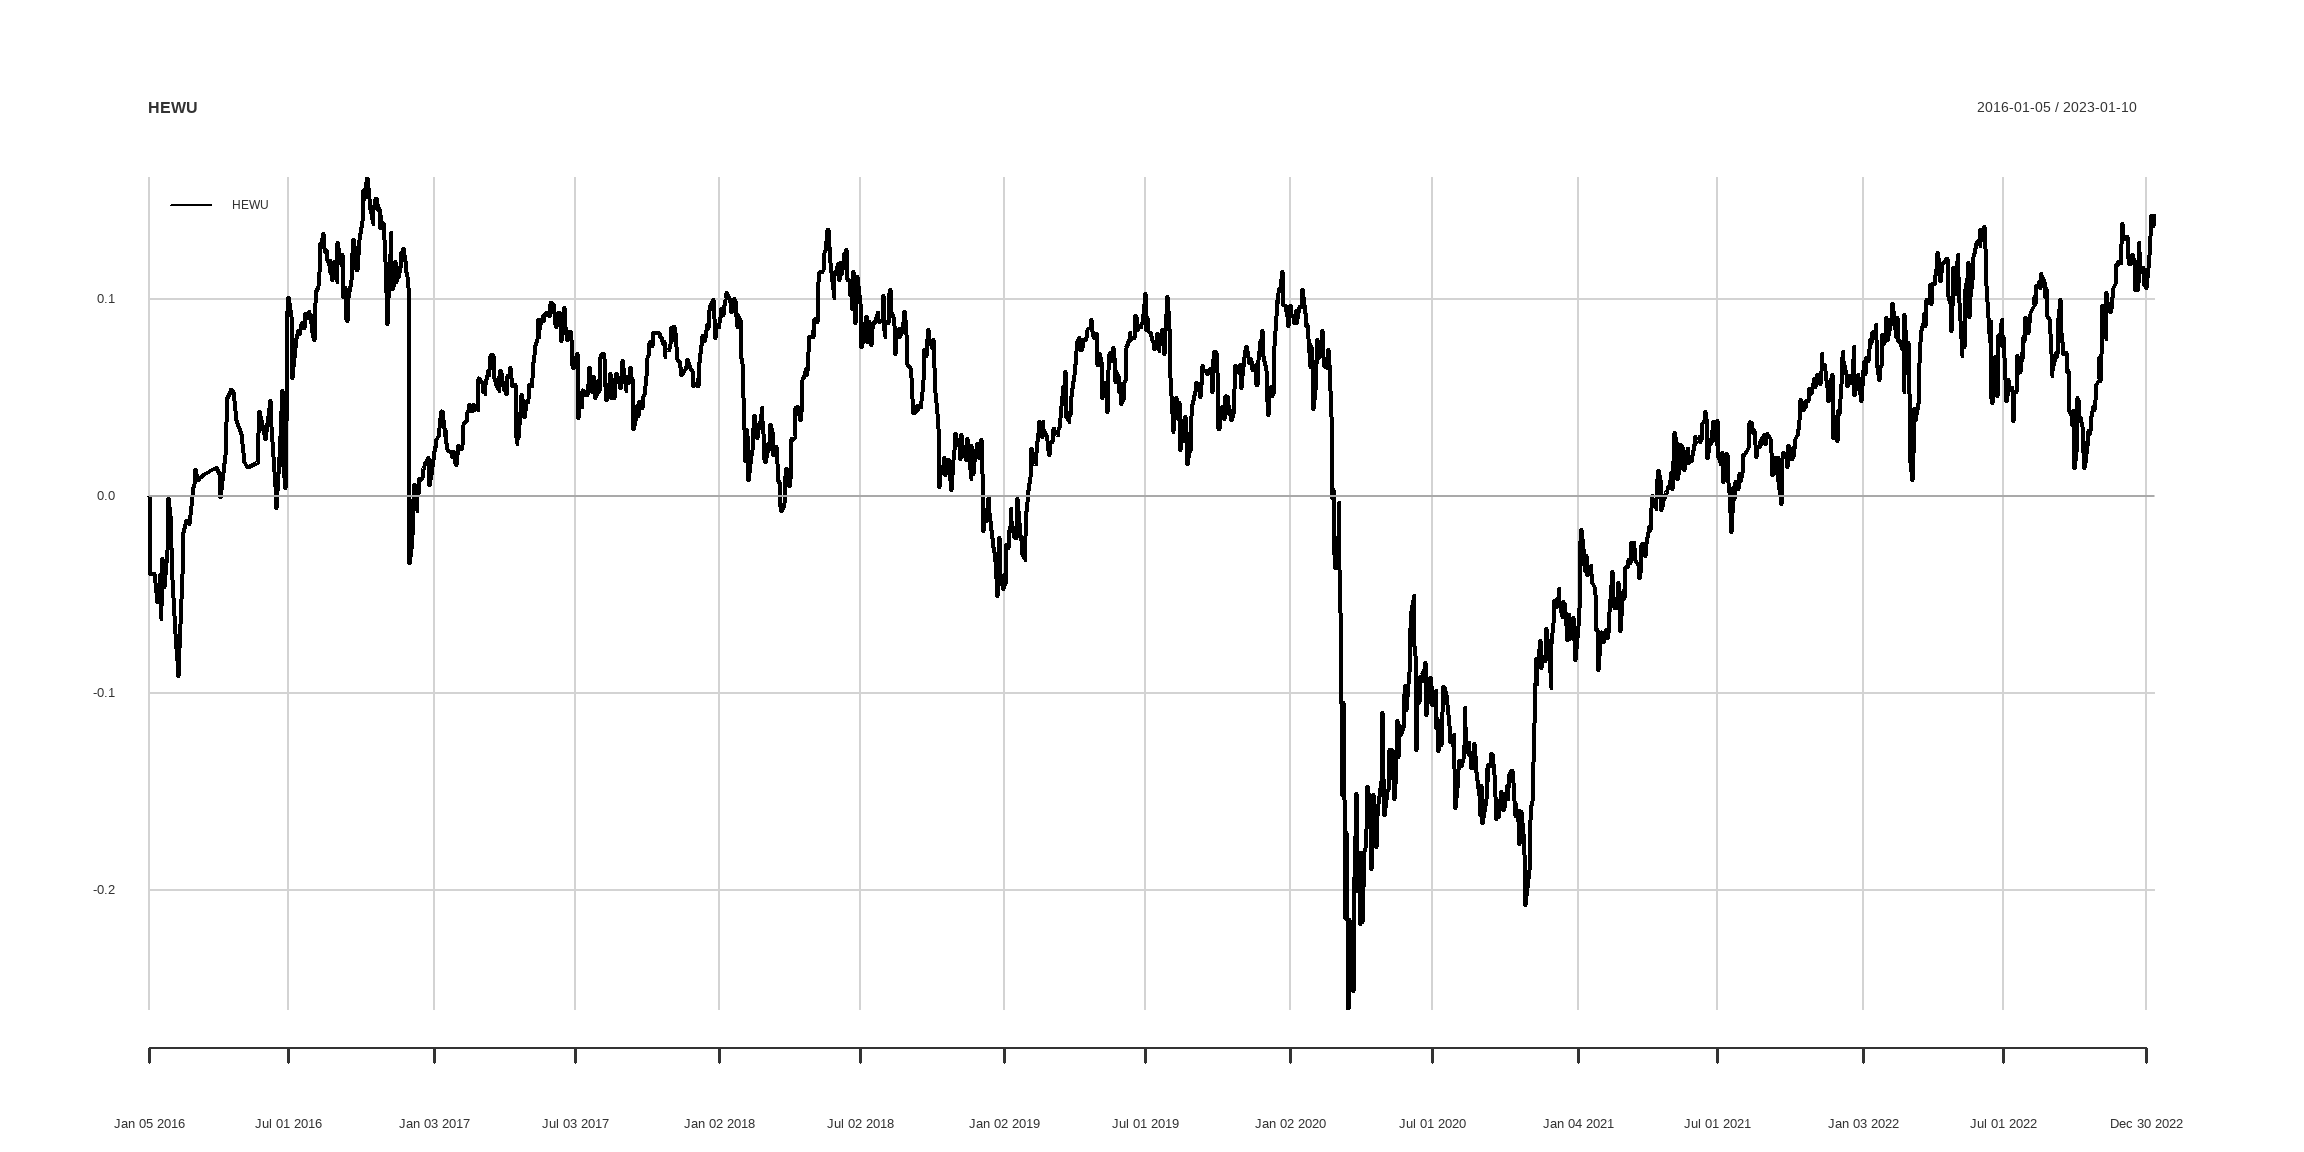 HEWU
2016-01-05 / 2023-01-10
HEWU
0.1
0.0
-0.1
-0.2
Jan 05 2016
Jul 01 2016
Jan 03 2017
Jul 03 2017
Jan 02 2018
Jul 02 2018
Jan 02 2019
Jul 01 2019
Jan 02 2020
Jul 01 2020
Jan 04 2021
Jul 01 2021
Jan 03 2022
Jul 01 2022
Dec 30 2022